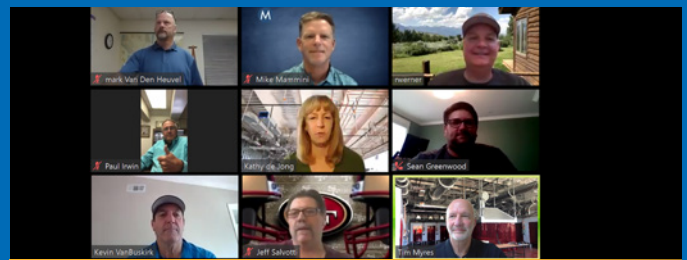 mark Van Den Heuvel
M
Mike Mammini
rwerner
Paul Irwin
Kathy de Jong
Sean Greenwood
Kevin VanBuskirk
Jeff Salvotti
Tim Myres